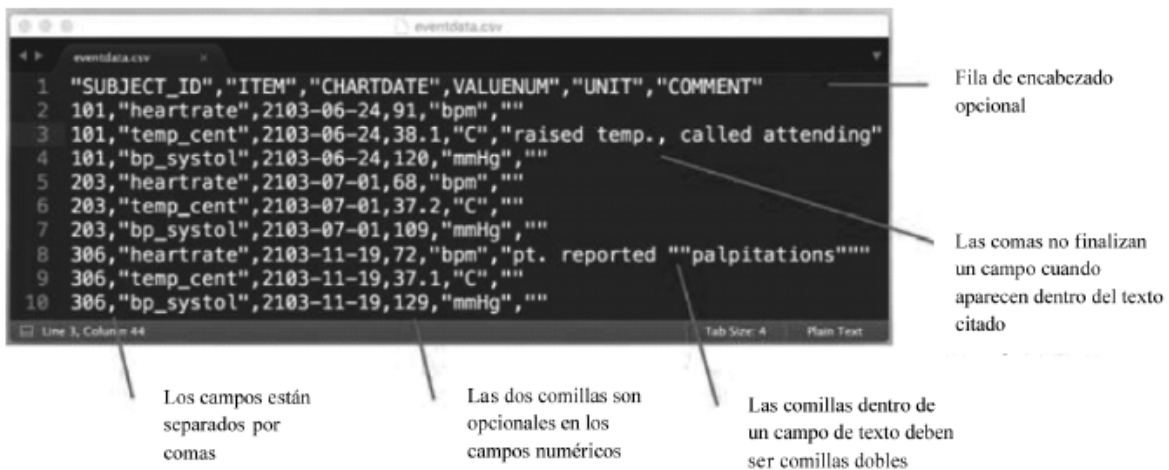 eventdata.csv
eventdata.csv ×
1 "SUBJECT_ID","ITEM","CHARTDATE",VALUENUM","UNIT","COMMENT"
2 101,"heartrate",2103-06-24,91,"bpm",""
3 101,"temp_cent",2103-06-24,38.1,"C","raised temp., called attending"
4 101,"bp_systol",2103-06-24,120,"mmHg",""
5 203,"heartrate",2103-07-01,68,"bpm",""
6 203,"temp_cent",2103-07-01,37.2,"C",""
7 203,"bp_systol",2103-07-01,109,"mmHg",""
8 306,"heartrate",2103-11-19,72,"bpm","pt. reported ""palpitations"""
9 306,"temp_cent",2103-11-19,37.1,"C",""
10 306,"bp_systol",2103-11-19,129,"mmHg",""
Line 3, Column 44 Tab Size: 4 Plain Text
Fila de encabezado
opcional
Las comas no finalizan
un campo cuando
aparecen dentro del texto
citado
Los campos están
separados por
comas
Las dos comillas son
opcionales en los
campos numéricos
Las comillas dentro de
un campo de texto deben
ser comillas dobles